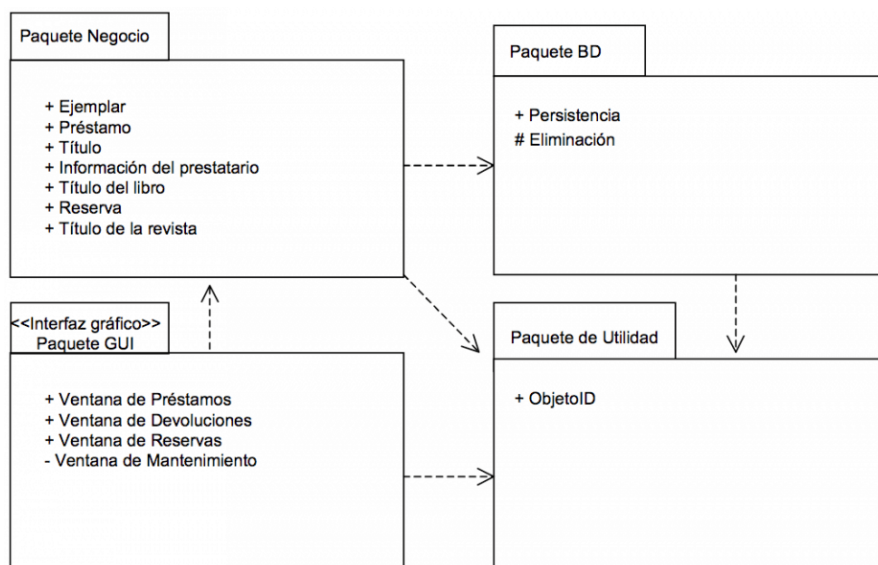 Paquete Negocio
+ Ejemplar
+ Préstamo
+ Título
+ Información del prestatario
+ Título del libro
+ Reserva
+ Título de la revista
Paquete BD
+ Persistencia
# Eliminación
<<Interfaz gráfico>>
Paquete GUI
+ Ventana de Préstamos
+ Ventana de Devoluciones
+ Ventana de Reservas
- Ventana de Mantenimiento
Paquete de Utilidad
+ ObjetoID